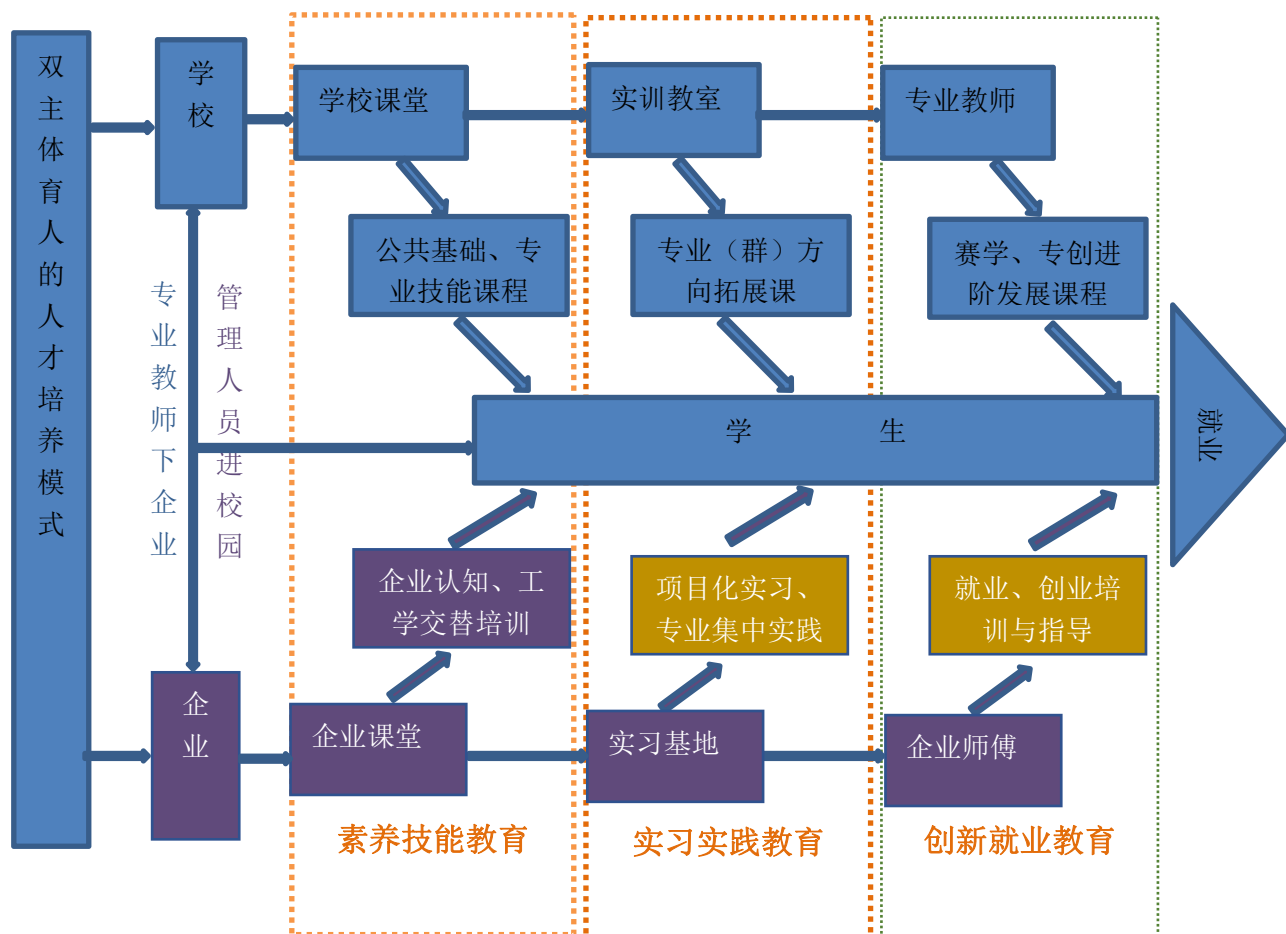 双主体育人的人才培养模式
学校
学校课堂
实训教室
专业教师
公共基础、专
业技能课程
专业（群）方
向拓展课
赛学、专创进
阶发展课程
专业教师下企业
管理人员进校园
学生
就业
企业认知、工
学交替培训
项目化实习、
专业集中实践
就业、创业培
训与指导
企业
企业课堂
实习基地
企业师傅
素养技能教育
实习实践教育
创新就业教育